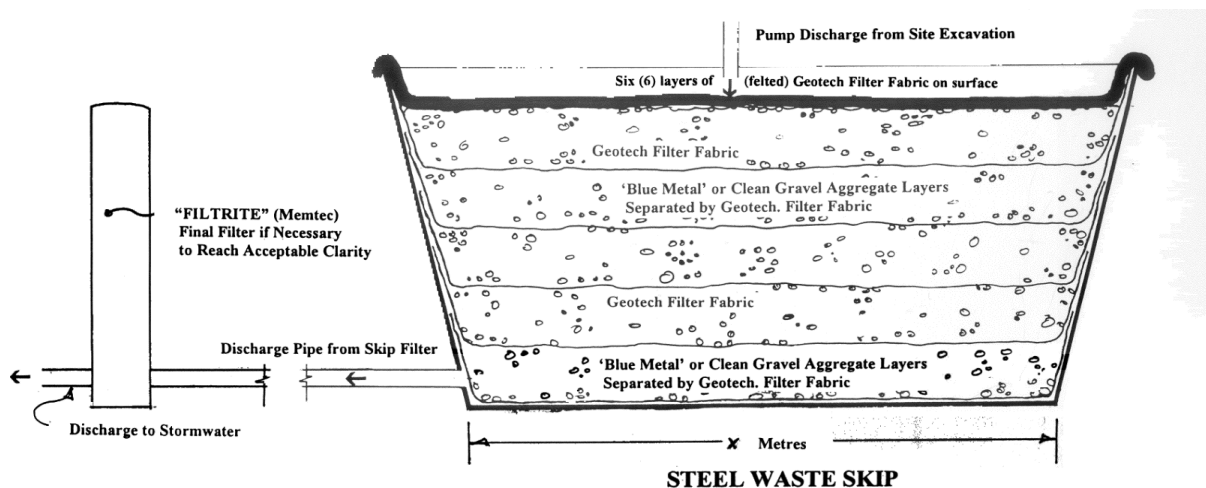 Pump Discharge from Site Excavation
Six (6) layers of (felted) Geotech Filter Fabric on surface
Geotech Filter Fabric
'Blue Metal' or Clean Gravel Aggregate Layers
Separated by Geotech. Filter Fabric
"FILTRITE" (Memtec)
Final Filter if Necessary
to Reach Acceptable Clarity
Geotech Filter Fabric
Discharge Pipe from Skip Filter
'Blue Metal' or Clean Gravel Aggregate Layers
Separated by Geotech. Filter Fabric
Discharge to Stormwater
x Metres
STEEL WASTE SKIP